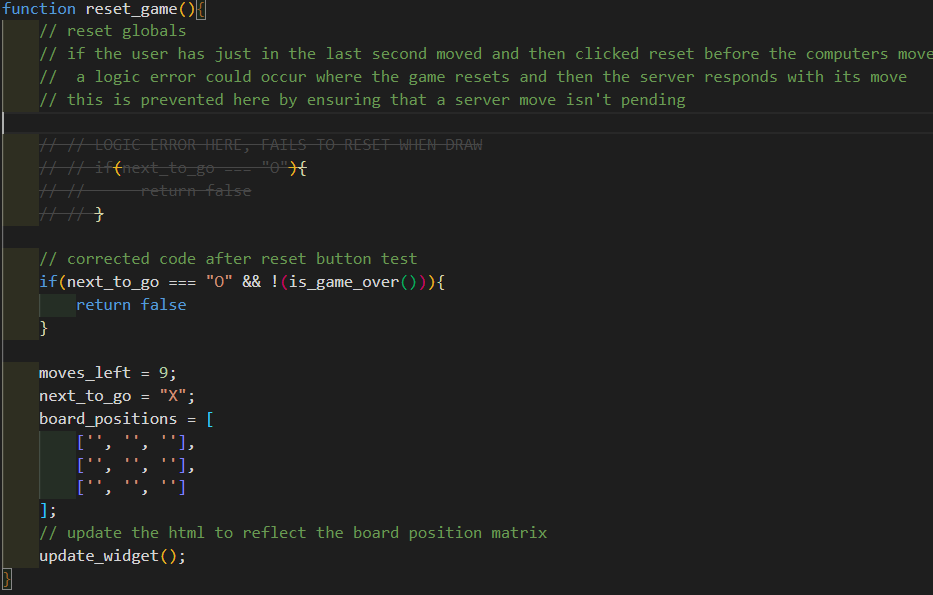 function reset_game(){
    // reset globals
    // if the user has just in the last second moved and then clicked reset before the computers move
    //  a logic error could occur where the game resets and then the server responds with its move
    // this is prevented here by ensuring that a server move isn't pending
    // // LOGIC ERROR HERE, FAILS TO RESET WHEN DRAW
    // // if(next_to_go === "O"){
    // //      return false
    // // }
    // corrected code after reset button test
    if(next_to_go === "O" && !(is_game_over())){
        return false
    }
    moves_left = 9;
    next_to_go = "X";
    board_positions = [
        ['', '', ''],
        ['', '', ''],
        ['', '', '']
    ];
    // update the html to reflect the board position matrix
    update_widget();
}